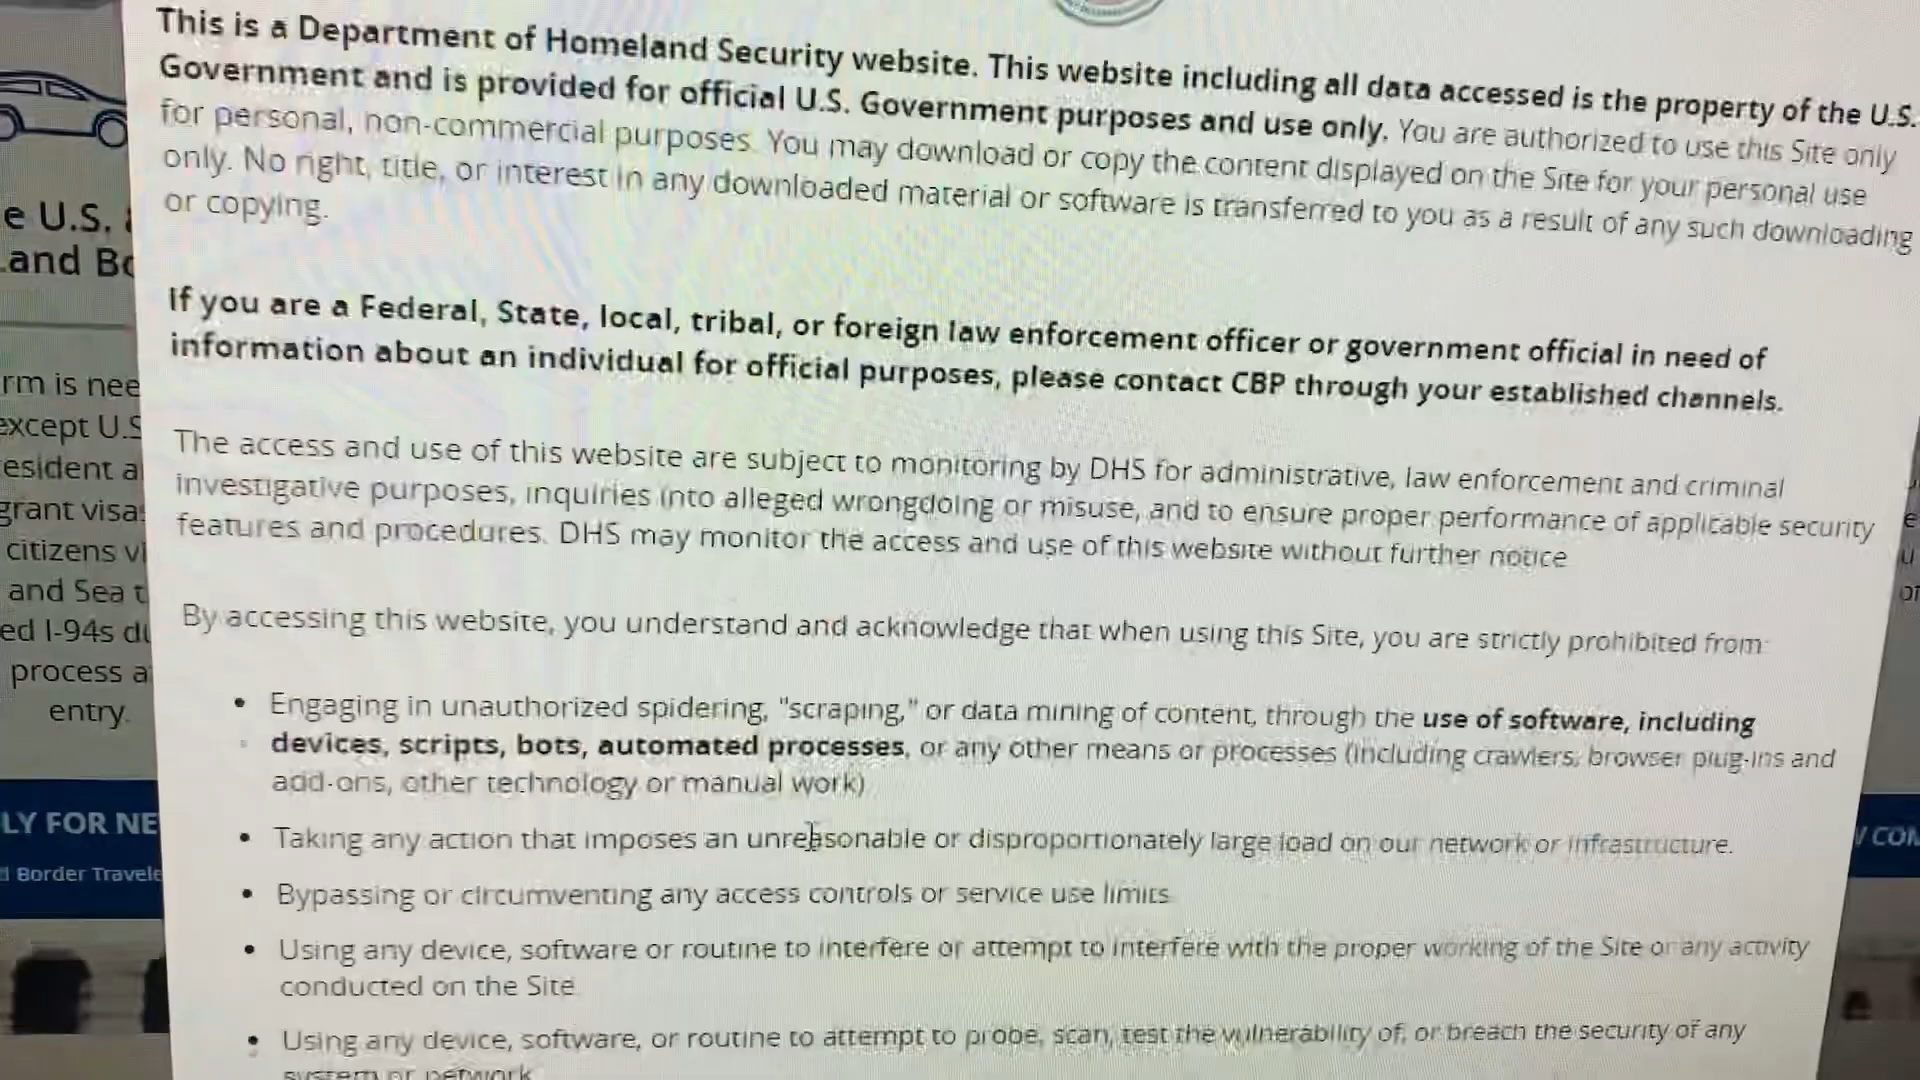 This is a Department of Homeland Security website. This website including all data accessed is the property of the U.S.
Government and is provided for official U.S. Government purposes and use only. You are authorized to use this Site only
for personal, non-commercial purposes. You may download or copy the content displayed on the Site for your personal use
only. No right, title, or interest in any downloaded material or software is transferred to you as a result of any such downloading
or copying.
If you are a Federal, State, local, tribal, or foreign law enforcement officer or government official in need of
information about an individual for official purposes, please contact CBP through your established channels.
The access and use of this website are subject to monitoring by DHS for administrative, law enforcement and criminal
investigative purposes, inquiries into alleged wrongdoing or misuse, and to ensure proper performance of applicable security
features and procedures. DHS may monitor the access and use of this website without further notice
By accessing this website, you understand and acknowledge that when using this Site, you are strictly prohibited from:
• Engaging in unauthorized spidering, "scraping," or data mining of content, through the use of software, including
devices, scripts, bots, automated processes, or any other means or processes (including crawlers, browser plug-ins and
add-ons, other technology or manual work)
• Taking any action that imposes an unreasonable or disproportionately large load on our network or infrastructure.
• Bypassing or circumventing any access controls or service use limits
• Using any device, software or routine to interfere or attempt to interfere with the proper working of the Site or any activity
conducted on the Site
• Using any device, software, or routine to attempt to probe, scan, test the vulnerability of, or breach the security of any
system or network
e U.S.
and
rm is nee
except U.S
esident a
grant visa
citizens vi
and Sea t
ed I-94s du
process a
entry.
LY FOR NE
Border Travele